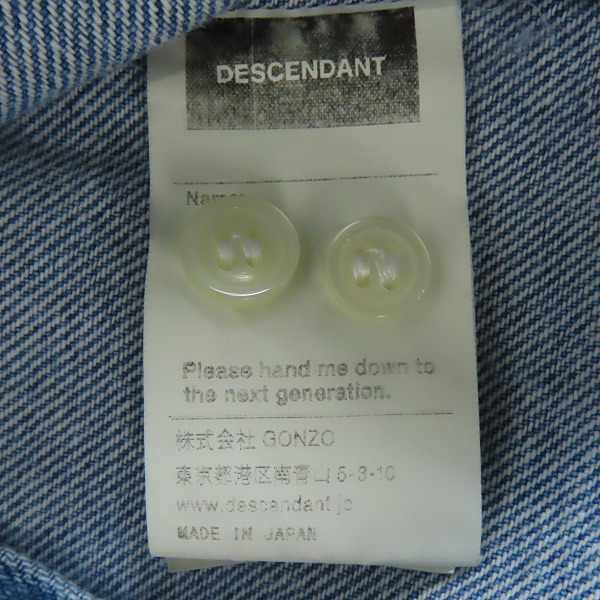 DESCENDANT
Name:
Please hand me down to
the next generation.
株式会社 GONZO
東京都港区南青山 5-3-10
www.descendant.jp
MADE IN JAPAN